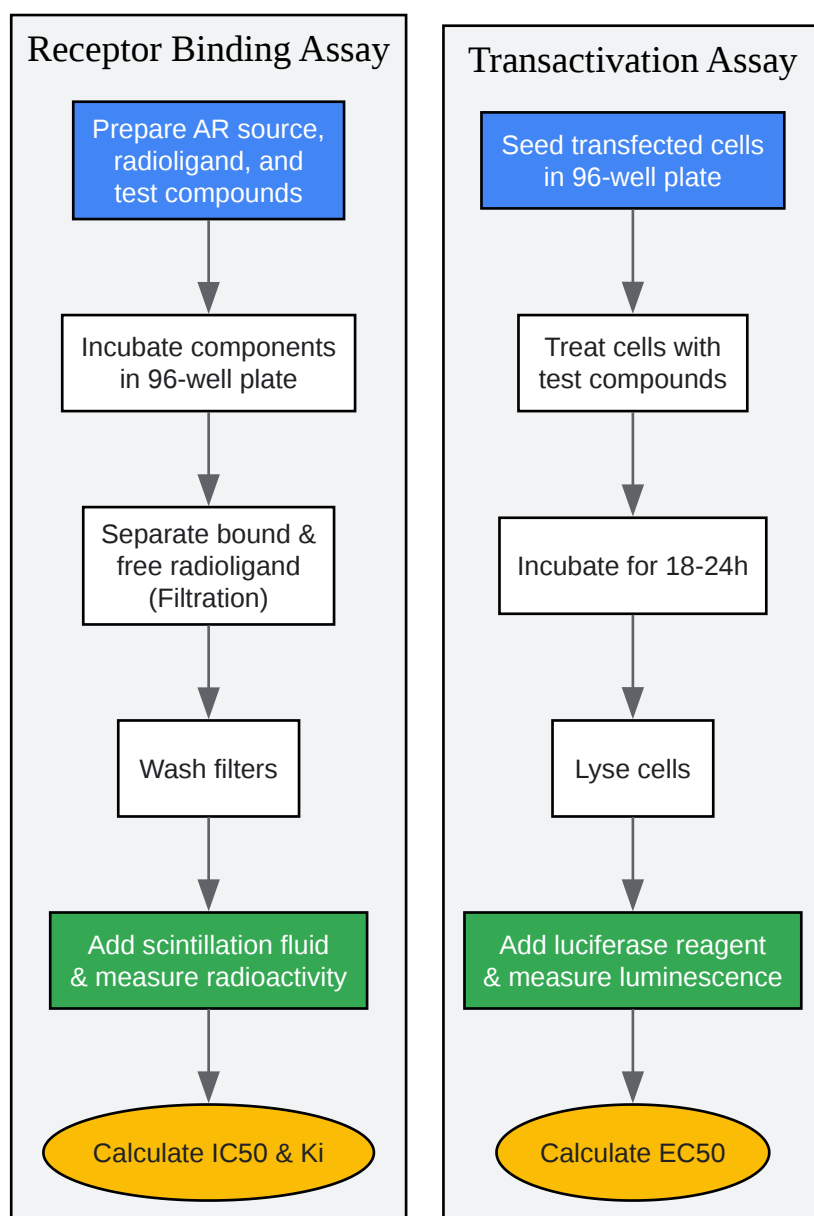 Receptor Binding Assay
Prepare AR source,
radioligand, and
test compounds
Incubate components
in 96-well plate
Separate bound &
free radioligand
(Filtration)
Wash filters
Add scintillation fluid
& measure radioactivity
Calculate IC50 & Ki
Transactivation Assay
Seed transfected cells
in 96-well plate
Treat cells with
test compounds
Incubate for 18-24h
Lyse cells
Add luciferase reagent
& measure luminescence
Calculate EC50